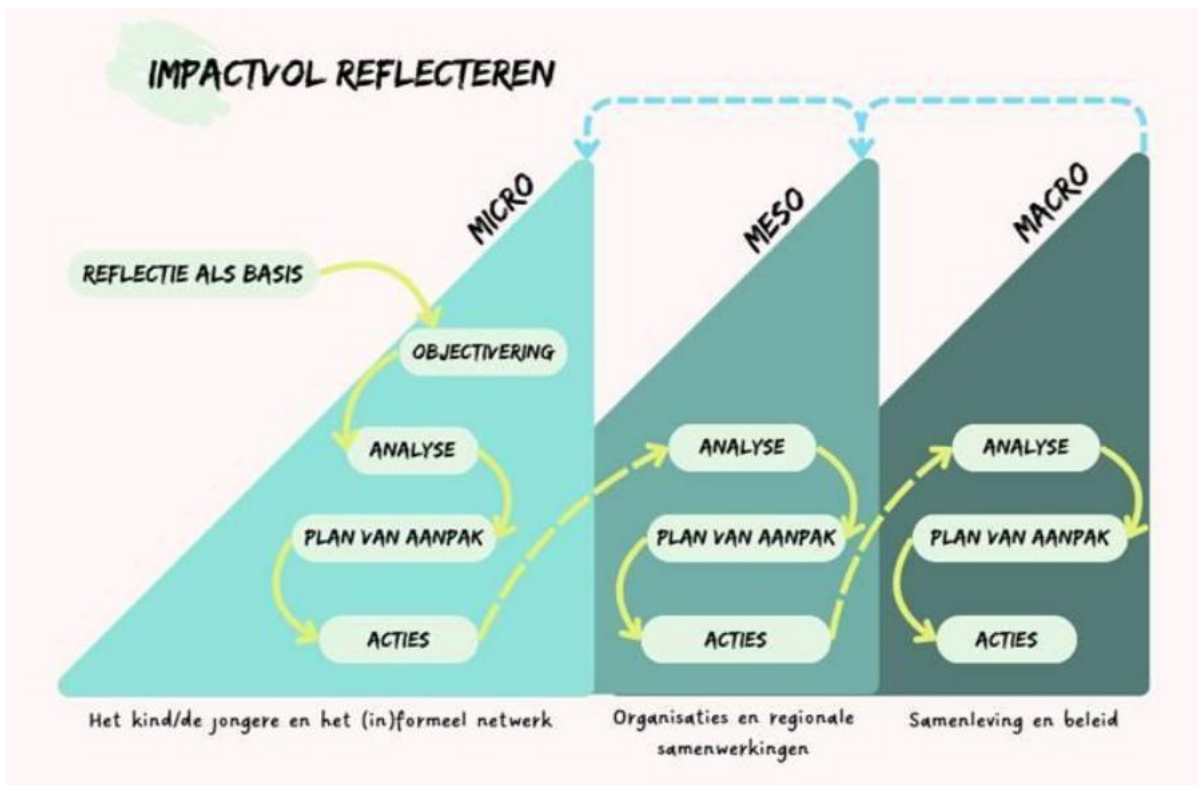 IMPACTVOL REFLECTEREN
MICRO
MESO
MACRO
REFLECTIE ALS BASIS
OBJECTIVERING
ANALYSE
PLAN VAN AANPAK
ACTIES
ANALYSE
PLAN VAN AANPAK
ACTIES
ANALYSE
PLAN VAN AANPAK
ACTIES
Het kind/de jongere en het (in)formeel netwerk
Organisaties en regionale
samenwerkingen
Samenleving en beleid